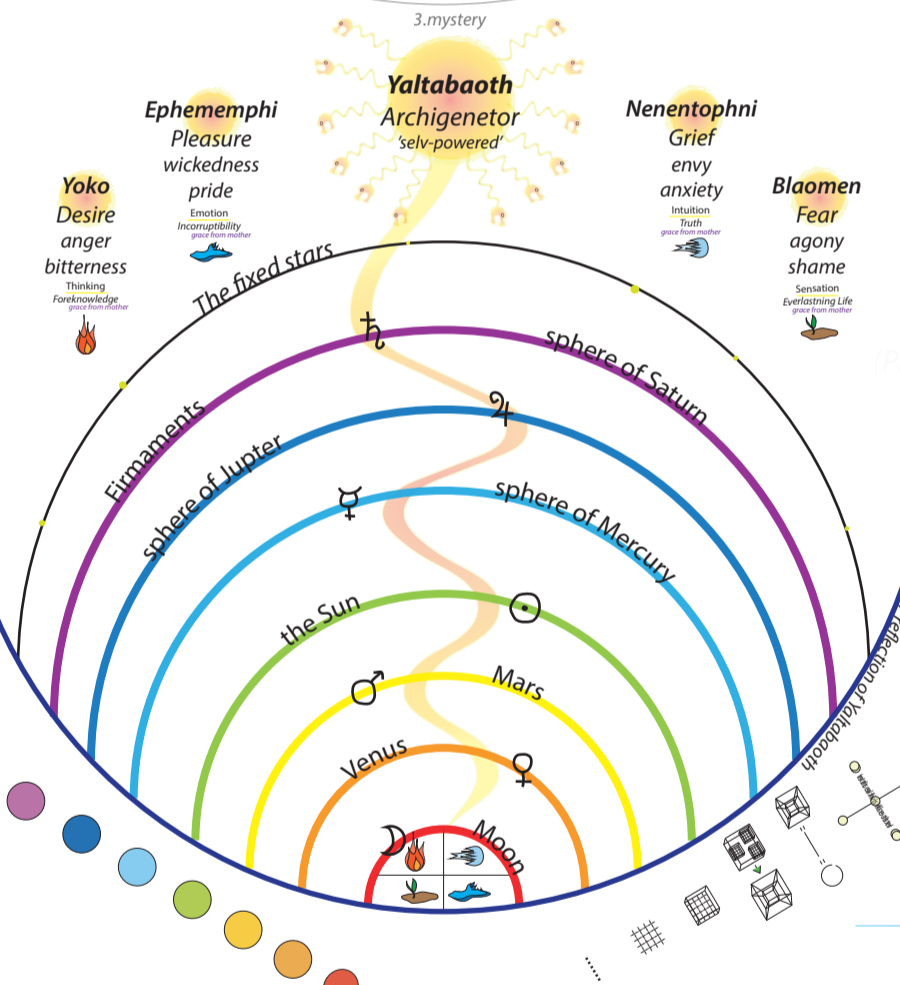 3.mystery
Yaltabaoth
Archigenetor
'selv-powered'
Ephememphi
Pleasure
wickedness
pride
Emotion
Incorruptibility
grace from mother
Nenentophni
Grief
envy
anxiety
Intuition
Truth
grace from mother
Yoko
Desire
anger
bitterness
Thinking
Foreknowledge
grace from mother
Blaomen
Fear
agony
shame
Sensation
Everlastning Life
grace from mother
The fixed stars
♄
sphere of Saturn
Firmaments
♃
sphere of Jupter
☿
sphere of Mercury
the Sun
☉
♂
Mars
Venus
♀
☽
Moon
reflection of Yaltabaoth